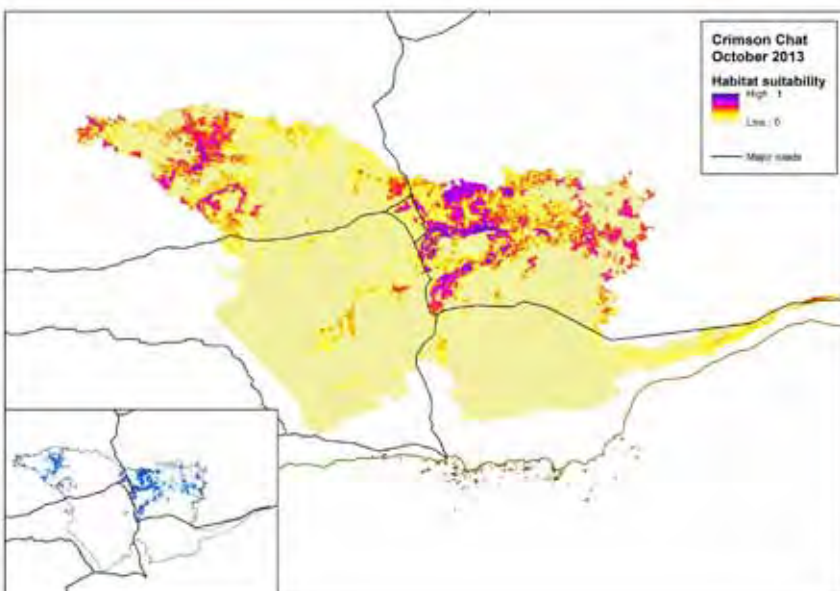 Crimson Chat
October 2013
Habitat suitability
High : 1
Low : 0
Major roads